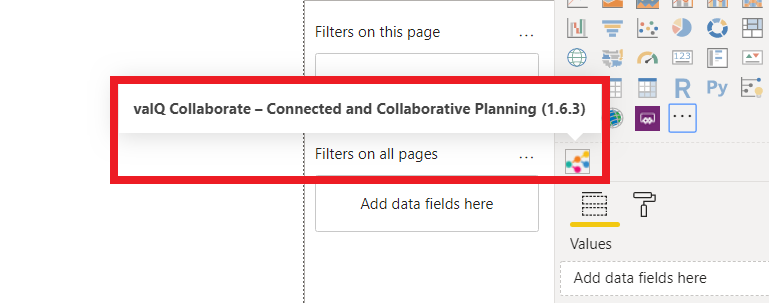 Filters on this page
...
valQ Collaborate – Connected and Collaborative Planning (1.6.3)
Filters on all pages
...
Add data fields here
123
R
Py
...
Values
Add data fields here